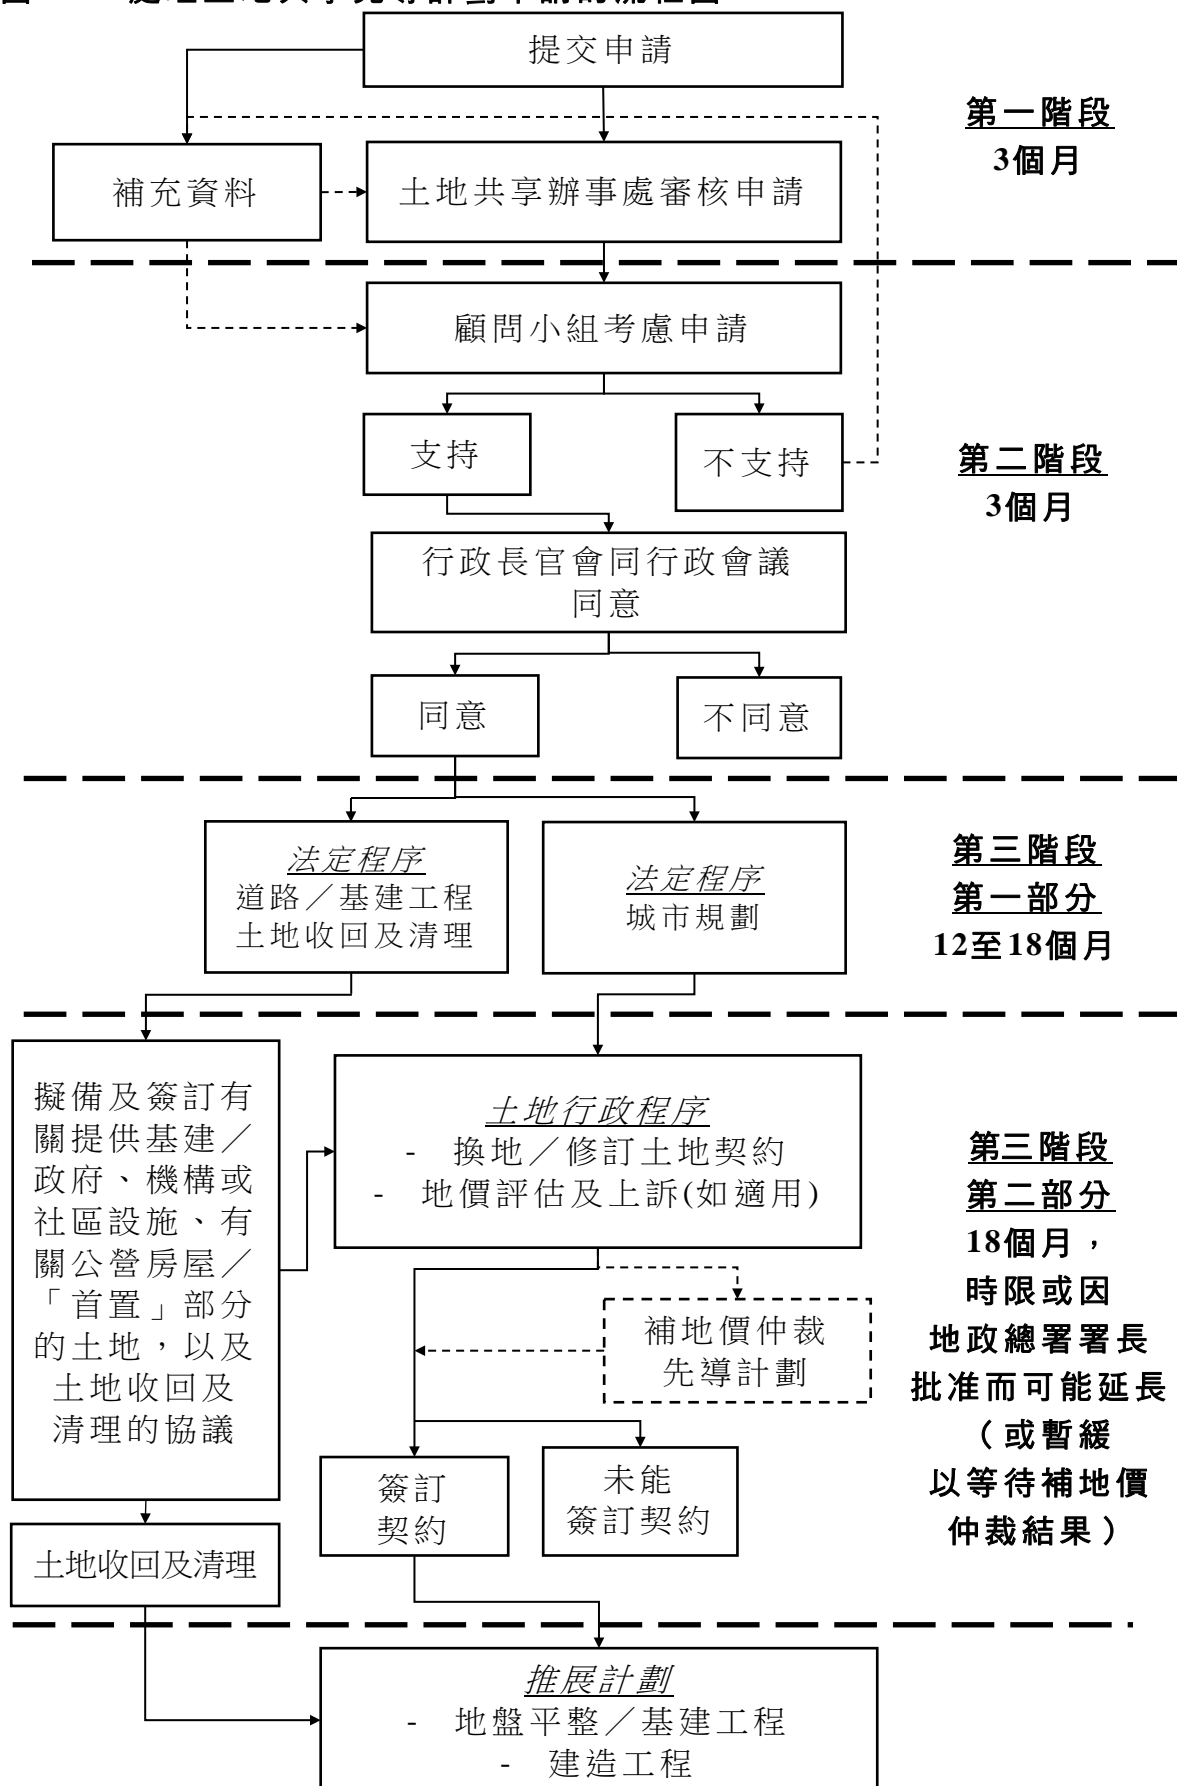 提交申請
第一階段
3個月
補充資料
土地共享辦事處審核申請
顧問小組考慮申請
支持
不支持
第二階段
3個月
行政長官會同行政會議
同意
同意
不同意
法定程序
道路／基建工程
土地收回及清理
法定程序
城市規劃
第三階段
第一部分
12至18個月
擬備及簽訂有
關提供基建／
政府、機構或
社區設施、有
關公營房屋／
「首置」部分
的土地，以及
土地收回及
清理的協議
土地行政程序
- 換地／修訂土地契約
- 地價評估及上訴(如適用)
補地價仲裁
先導計劃
第三階段
第二部分
18個月，
時限或因
地政總署署長
批准而可能延長
（或暫緩
以等待補地價
仲裁結果）
簽訂
契約
未能
簽訂契約
土地收回及清理
推展計劃
- 地盤平整／基建工程
- 建造工程